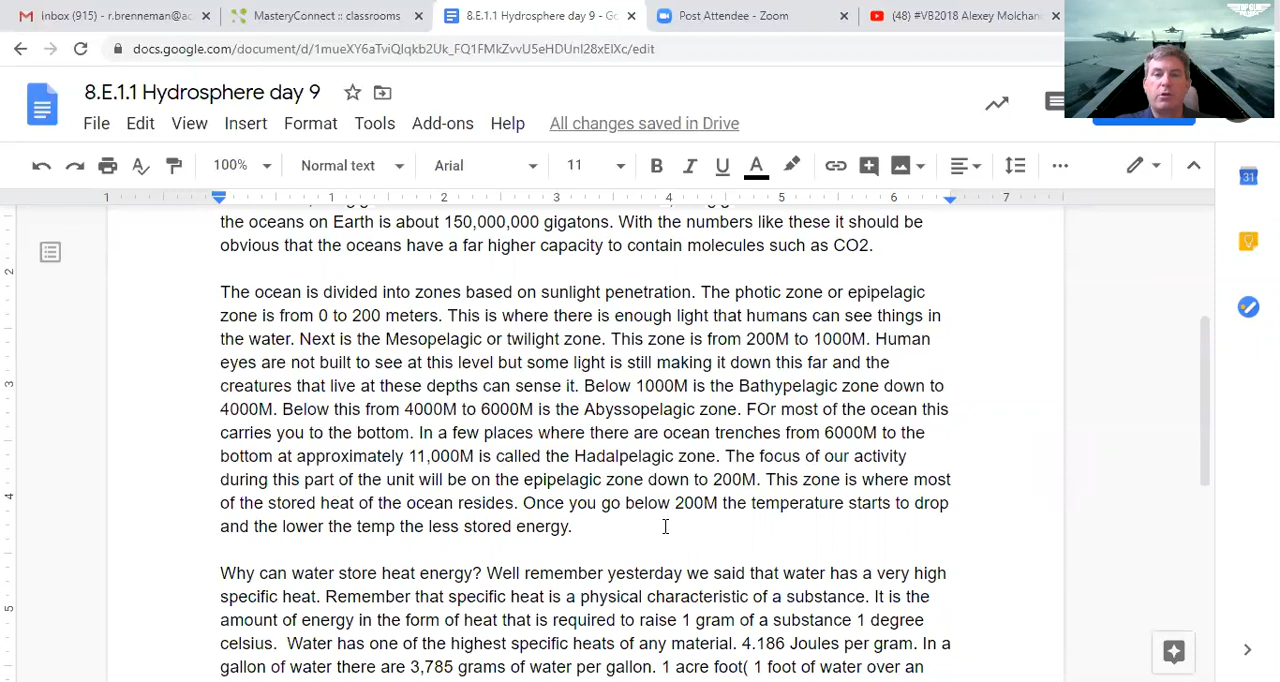 inbox (915) - r.brenneman@ac
MasteryConnect :: classrooms
8.E.1.1 Hydrosphere day 9 - Go
Post Attendee - Zoom
(48) #VB2018 Alexey Molchan
docs.google.com/document/d/1mueXY6aTviQlqkb2Uk_FQ1FMkZvvU5eHDUnI28xEIXc/edit
8.E.1.1 Hydrosphere day 9
File Edit View Insert Format Tools Add-ons Help All changes saved in Drive
100% Normal text Arial 11 B I U A
1 1 2 3 4 5 6 7
the oceans on Earth is about 150,000,000 gigatons. With the numbers like these it should be
obvious that the oceans have a far higher capacity to contain molecules such as CO2.
The ocean is divided into zones based on sunlight penetration. The photic zone or epipelagic
zone is from 0 to 200 meters. This is where there is enough light that humans can see things in
the water. Next is the Mesopelagic or twilight zone. This zone is from 200M to 1000M. Human
eyes are not built to see at this level but some light is still making it down this far and the
creatures that live at these depths can sense it. Below 1000M is the Bathypelagic zone down to
4000M. Below this from 4000M to 6000M is the Abyssopelagic zone. FOr most of the ocean this
carries you to the bottom. In a few places where there are ocean trenches from 6000M to the
bottom at approximately 11,000M is called the Hadalpelagic zone. The focus of our activity
during this part of the unit will be on the epipelagic zone down to 200M. This zone is where most
of the stored heat of the ocean resides. Once you go below 200M the temperature starts to drop
and the lower the temp the less stored energy.
Why can water store heat energy? Well remember yesterday we said that water has a very high
specific heat. Remember that specific heat is a physical characteristic of a substance. It is the
amount of energy in the form of heat that is required to raise 1 gram of a substance 1 degree
celsius. Water has one of the highest specific heats of any material. 4.186 Joules per gram. In a
gallon of water there are 3,785 grams of water per gallon. 1 acre foot( 1 foot of water over an
2
3
4
5
31